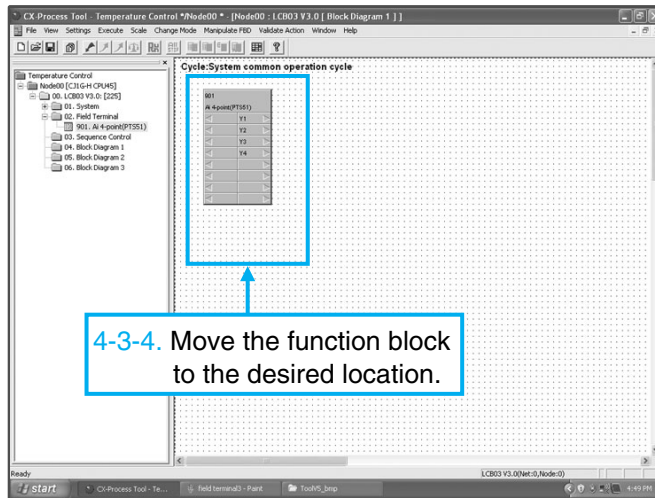 CX-Process Tool - Temperature Control */Node00 * - [Node00 : LCB03 V3.0 [ Block Diagram 1 ] ]
File View Settings Execute Scale Change Mode Manipulate FBD Validate Action Window Help
Temperature Control
Node00 [CJ1G-H CPU45]
00. LCB03 V3.0: [225]
01. System
02. Field Terminal
901. Ai 4-point(PTS51)
03. Sequence Control
04. Block Diagram 1
05. Block Diagram 2
06. Block Diagram 3
Cycle:System common operation cycle
901
Ai 4-point(PTS51)
Y1
Y2
Y3
Y4
4-3-4. Move the function block
to the desired location.
Ready
LCB03 V3.0(Net:0,Node:0)
start
CX-Process Tool - Te...
field terminal3 - Paint
ToolV5_bmp
4:49 PM